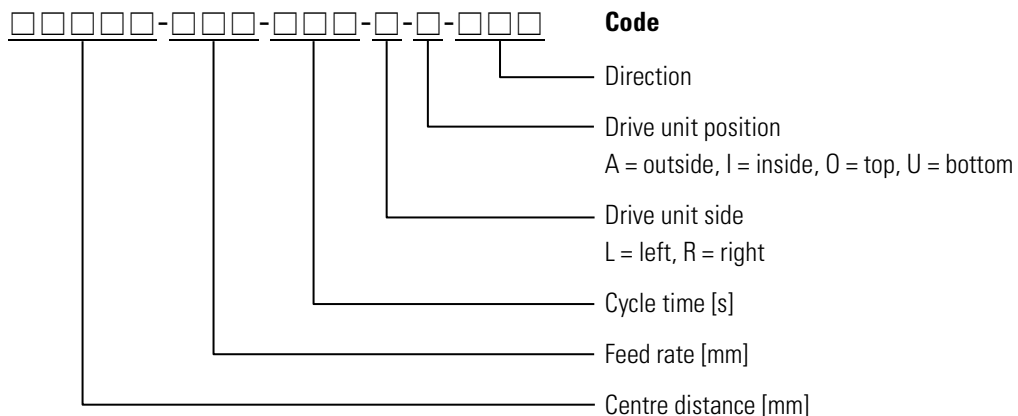 □□□□□-□□□-□□□-□-□-□□□ Code
Direction
Drive unit position
A = outside, I = inside, O = top, U = bottom
Drive unit side
L = left, R = right
Cycle time [s]
Feed rate [mm]
Centre distance [mm]